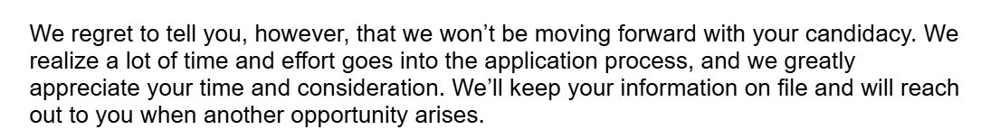 We regret to tell you, however, that we won’t be moving forward with your candidacy. We
realize a lot of time and effort goes into the application process, and we greatly
appreciate your time and consideration. We’ll keep your information on file and will reach
out to you when another opportunity arises.